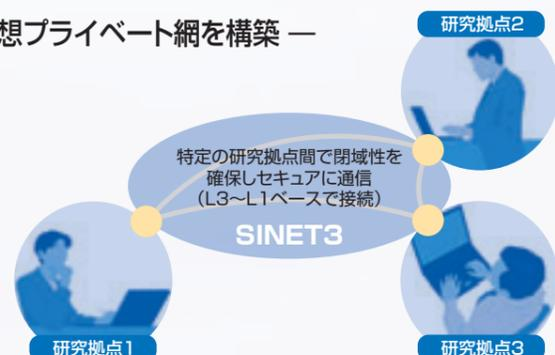 想プライベート網を構築 ―
研究拠点2
特定の研究拠点間で閉域性を
確保しセキュアに通信
（L3〜L1ベースで接続）
SINET3
研究拠点1
研究拠点3